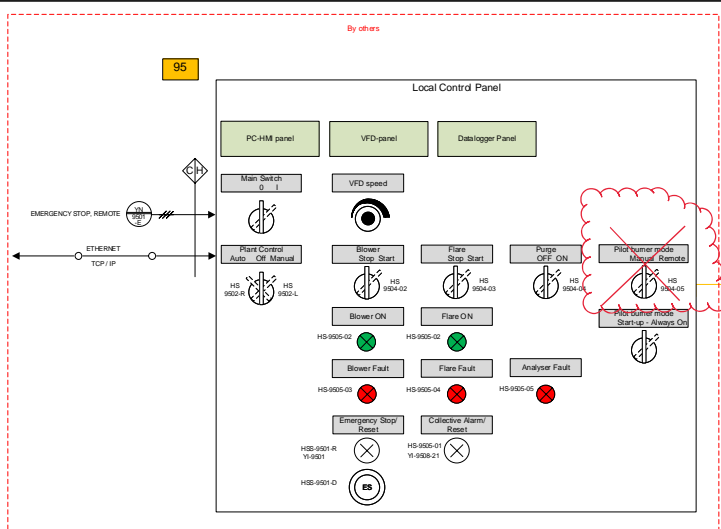 By others
95
Local Control Panel
PC-HMI panel
VFD-panel
Datalogger Panel
C H
Main Switch
0 I
VFD speed
EMERGENCY STOP, REMOTE
YN
9501
E
ETHERNET
TCP / IP
Plant Control
Auto Off Manual
Blower
Stop Start
Flare
Stop Start
Purge
OFF ON
Pilot burner mode
Manual Remote
HS
9502-R
HS
9502-L
HS
9504-02
HS
9504-03
HS
9504-04
HS
9504-05
Blower ON
Flare ON
Pilot burner mode
Start-up - Always On
HS-9505-02
HS-9505-02
Blower Fault
Flare Fault
Analyser Fault
HS-9505-03
HS-9505-04
HS-9505-05
Emergency Stop/
Reset
Collective Alarm/
Reset
HSS-9501-R
YI-9501
HS-9505-01
YI-9508-21
HSS-9501-D
ES